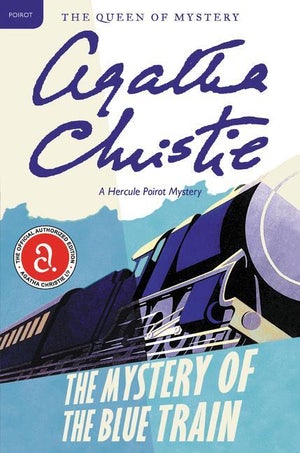 POIROT
THE QUEEN OF MYSTERY
Agatha
Christie
A Hercule Poirot Mystery
THE OFFICIAL AUTHORIZED EDITION
a.
AGATHA CHRISTIE LTD
THE MYSTERY OF
THE BLUE TRAIN